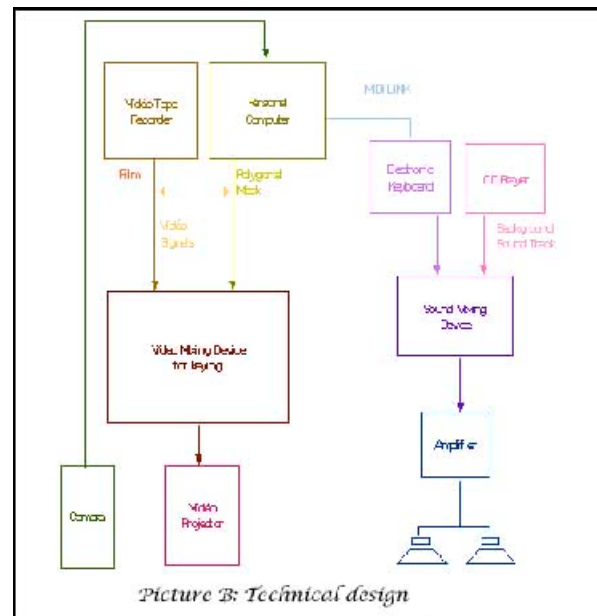 Video Tape
Recorder
Personal
Computer
MIDI LINK
Electronic
Keyboard
CD Player
Film
Polygonal
Mask
Video
Signals
Background
Sound Track
Video Mixing Device
for keying
Sound Mixing
Device
Amplifier
Camera
Video
Projector
Picture B: Technical design